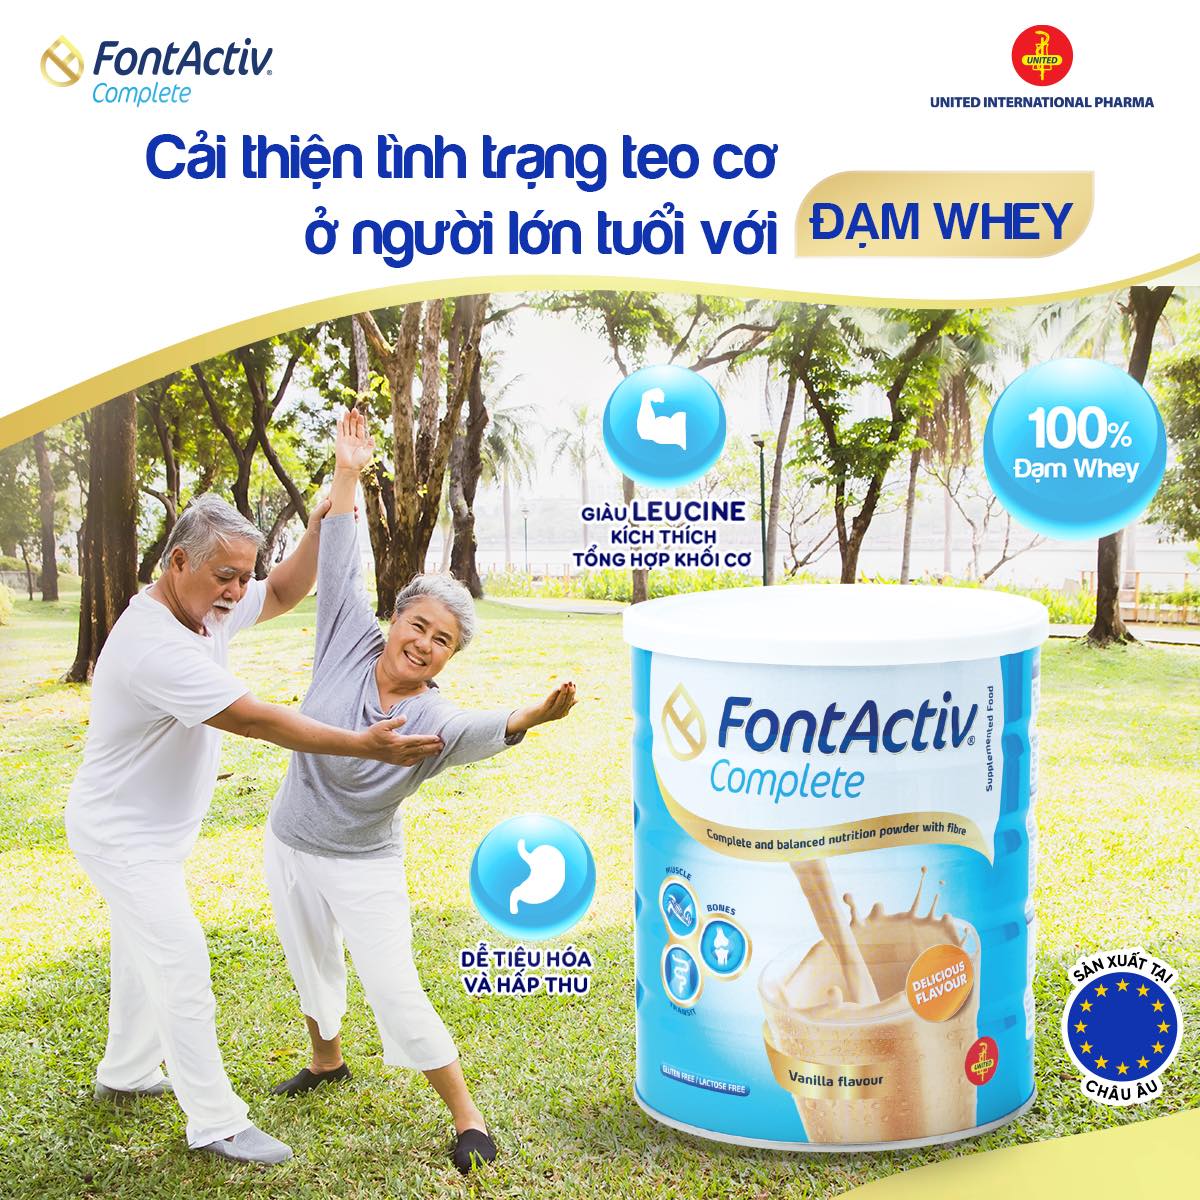 FontActiv®
Complete
UNITED
UNITED INTERNATIONAL PHARMA
Cải thiện tình trạng teo cơ
ở người lớn tuổi với
ĐẠM WHEY
100%
Đạm Whey
GIÀU LEUCINE
KÍCH THÍCH
TỔNG HỢP KHỐI CƠ
DỄ TIÊU HÓA
VÀ HẤP THU
FontActiv®
Complete
Supplemented Food
Complete and balanced nutrition powder with fibre
MUSCLE
BONES
TRANSIT
DELICIOUS
FLAVOUR
Vanilla flavour
UNITED
GLUTEN FREE / LACTOSE FREE
SẢN XUẤT TẠI
CHÂU ÂU